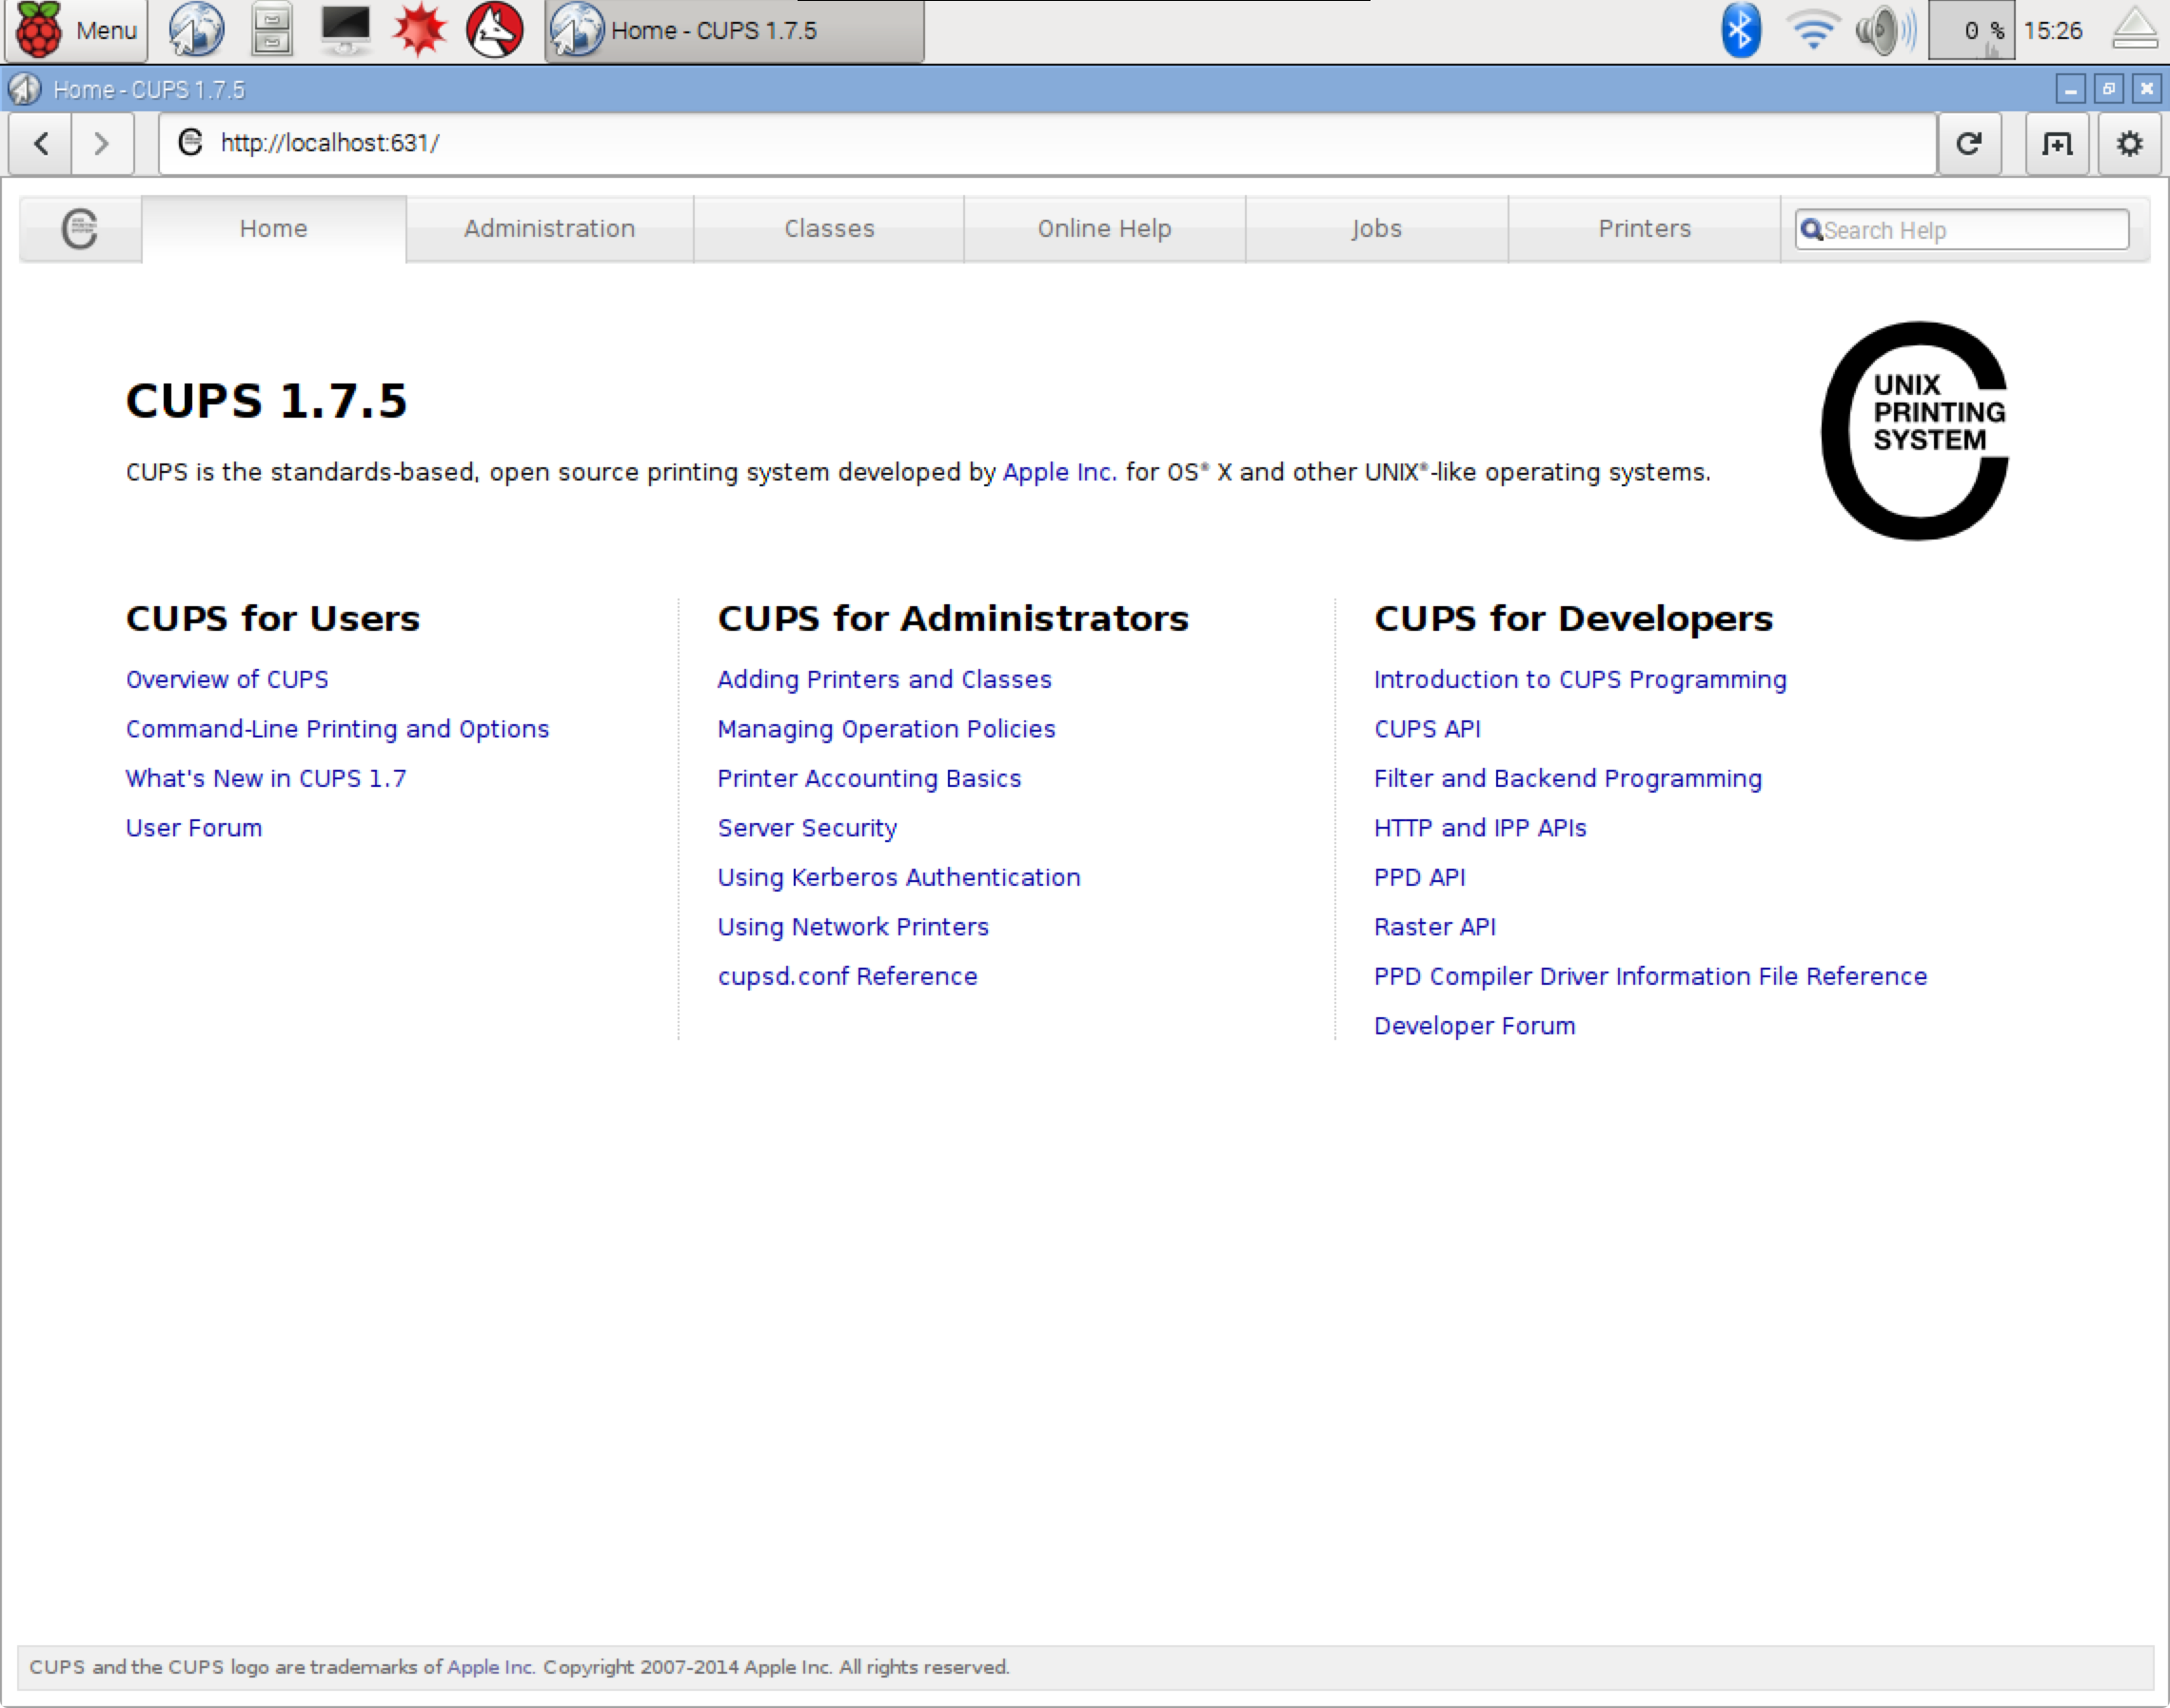 Menu
Home - CUPS 1.7.5
0 %
15:26
Home - CUPS 1.7.5
http://localhost:631/
Home
Administration
Classes
Online Help
Jobs
Printers
Search Help
CUPS 1.7.5
CUPS is the standards-based, open source printing system developed by Apple Inc. for OS® X and other UNIX®-like operating systems.
UNIX
PRINTING
SYSTEM
CUPS for Users
Overview of CUPS
Command-Line Printing and Options
What's New in CUPS 1.7
User Forum
CUPS for Administrators
Adding Printers and Classes
Managing Operation Policies
Printer Accounting Basics
Server Security
Using Kerberos Authentication
Using Network Printers
cupsd.conf Reference
CUPS for Developers
Introduction to CUPS Programming
CUPS API
Filter and Backend Programming
HTTP and IPP APIs
PPD API
Raster API
PPD Compiler Driver Information File Reference
Developer Forum
CUPS and the CUPS logo are trademarks of Apple Inc. Copyright 2007-2014 Apple Inc. All rights reserved.